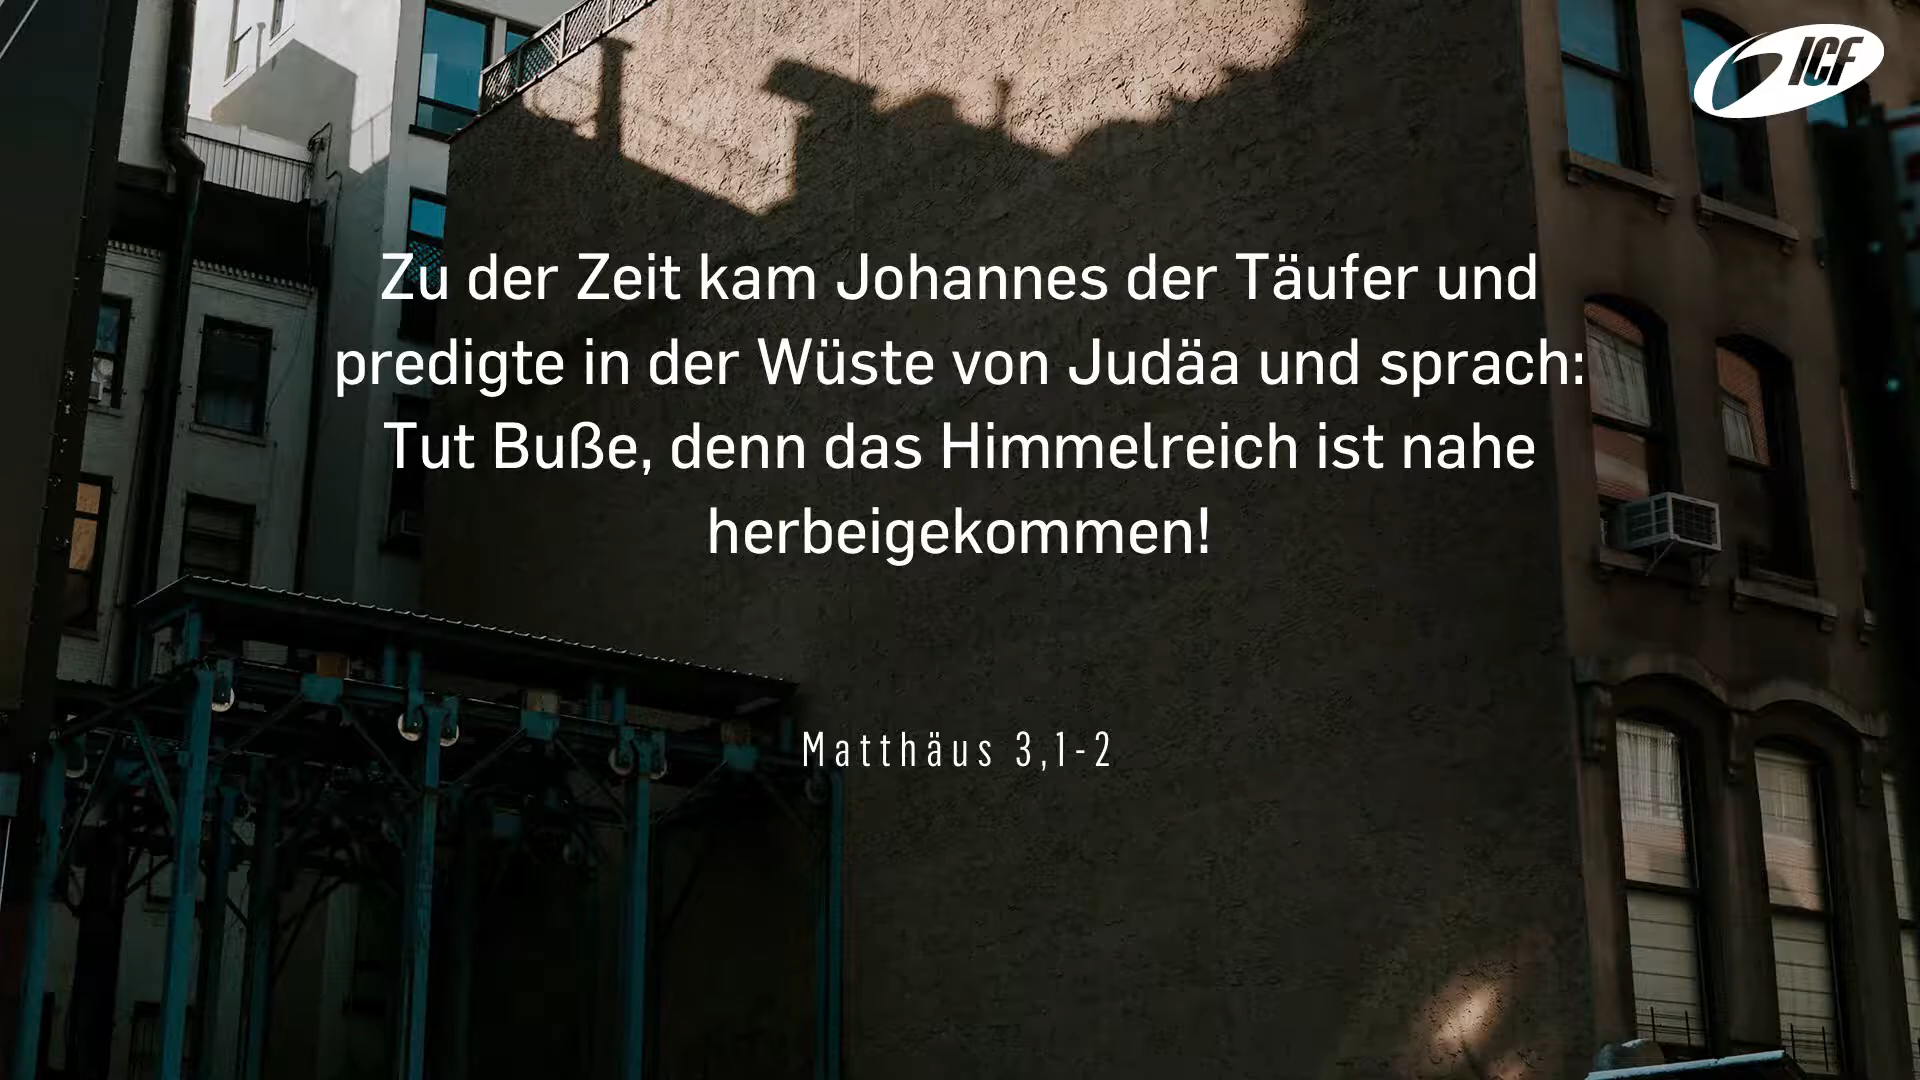 ICF
Zu der Zeit kam Johannes der Täufer und
predigte in der Wüste von Judäa und sprach:
Tut Buße, denn das Himmelreich ist nahe
herbeigekommen!
Matthäus 3,1-2